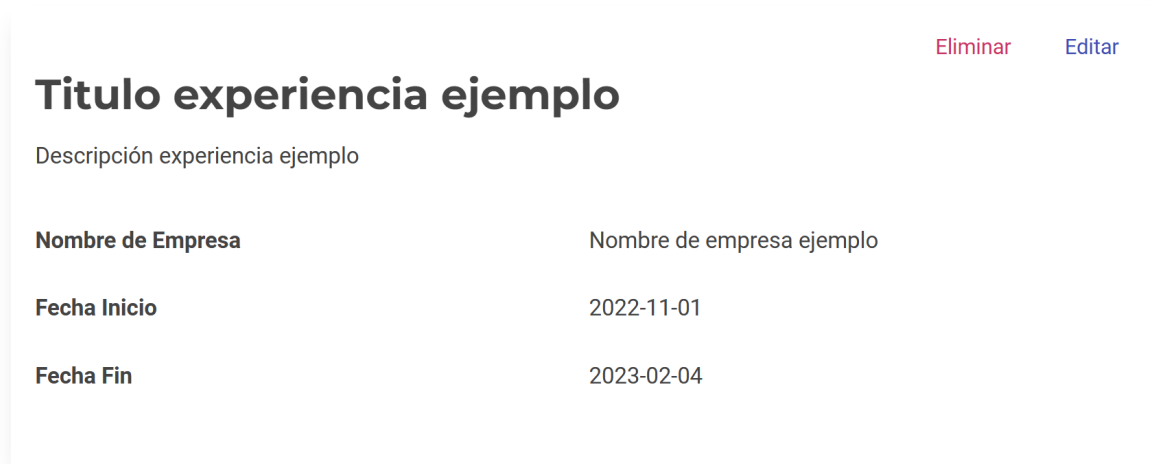 Eliminar Editar
Titulo experiencia ejemplo
Descripción experiencia ejemplo
Nombre de Empresa Nombre de empresa ejemplo
Fecha Inicio 2022-11-01
Fecha Fin 2023-02-04